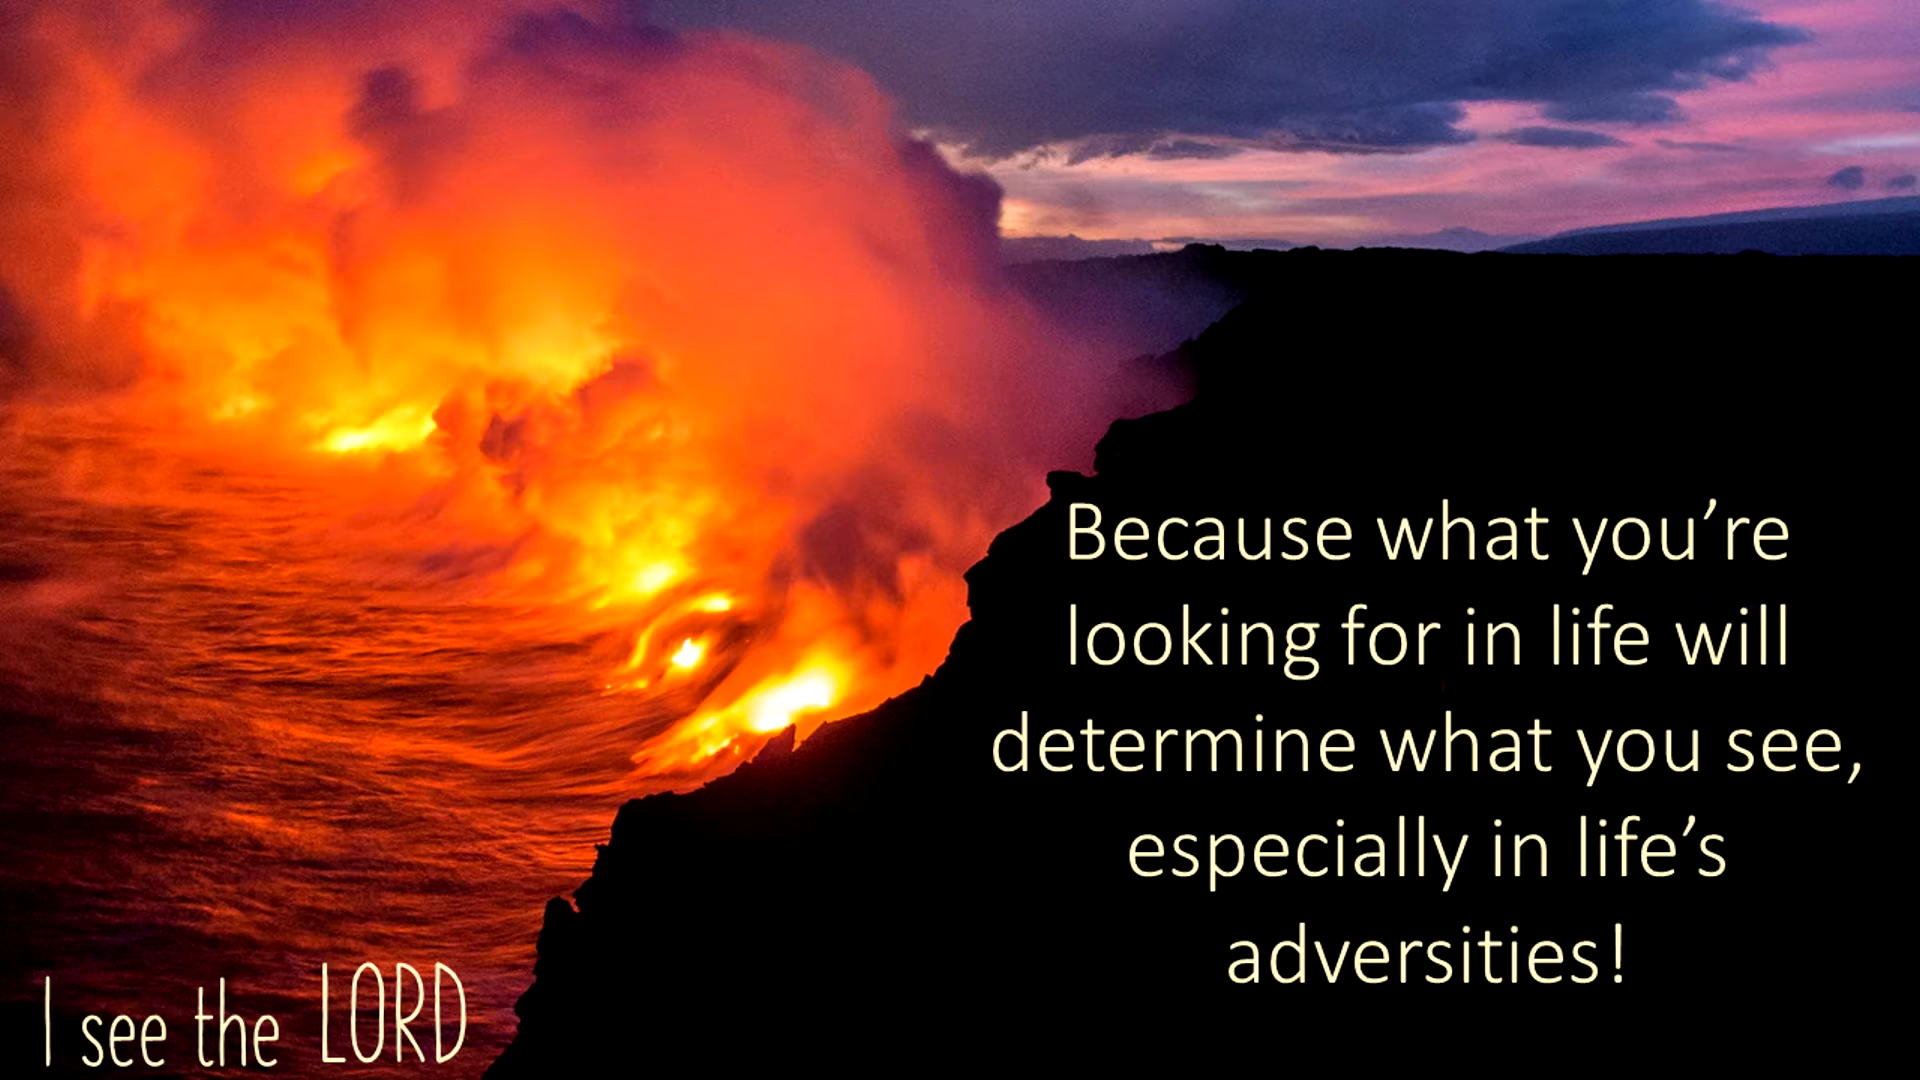 Because what you’re
looking for in life will
determine what you see,
especially in life’s
adversities!
I see the LORD